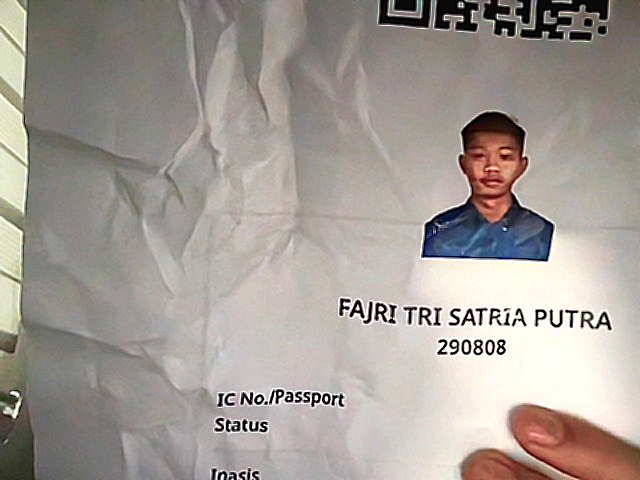 FAJRI TRI SATRIA PUTRA
290808
IC No./Passport
Status
Inasis